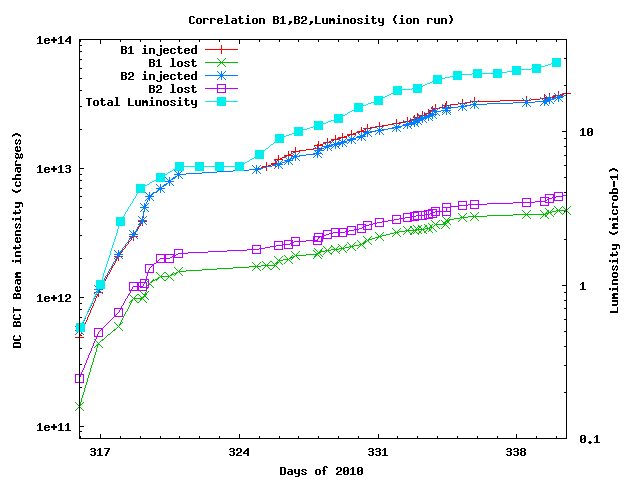 Correlation B1,B2,Luminosity (ion run)
1e+14
B1 injected
B1 lost
B2 injected
B2 lost
Total Luminosity
1e+13
1e+12
1e+11
10
1
0.1
DC BCT Beam intensity (charges)
Luminosity (microb-1)
317
324
331
338
Days of 2010